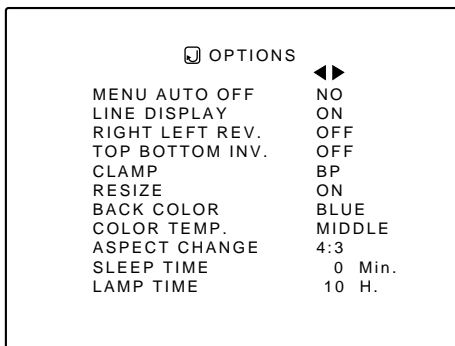 OPTIONS
MENU AUTO OFF NO
LINE DISPLAY ON
RIGHT LEFT REV. OFF
TOP BOTTOM INV. OFF
CLAMP BP
RESIZE ON
BACK COLOR BLUE
COLOR TEMP. MIDDLE
ASPECT CHANGE 4:3
SLEEP TIME 0 Min.
LAMP TIME 10 H.